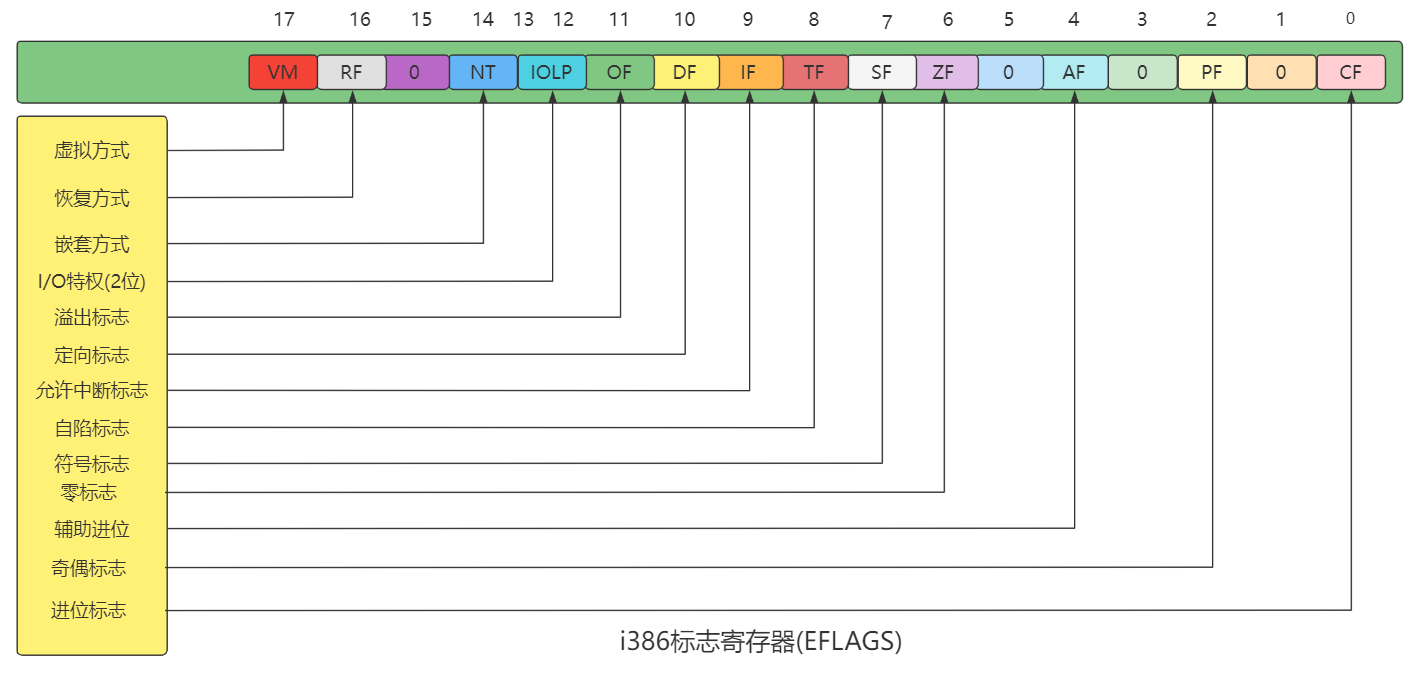 17 16 15 14 13 12 11 10 9 8 7 6 5 4 3 2 1 0
VM RF 0 NT IOLP OF DF IF TF SF ZF 0 AF 0 PF 0 CF
虚拟方式
恢复方式
嵌套方式
I/O特权(2位)
溢出标志
定向标志
允许中断标志
自陷标志
符号标志
零标志
辅助进位
奇偶标志
进位标志
i386标志寄存器(EFLAGS)